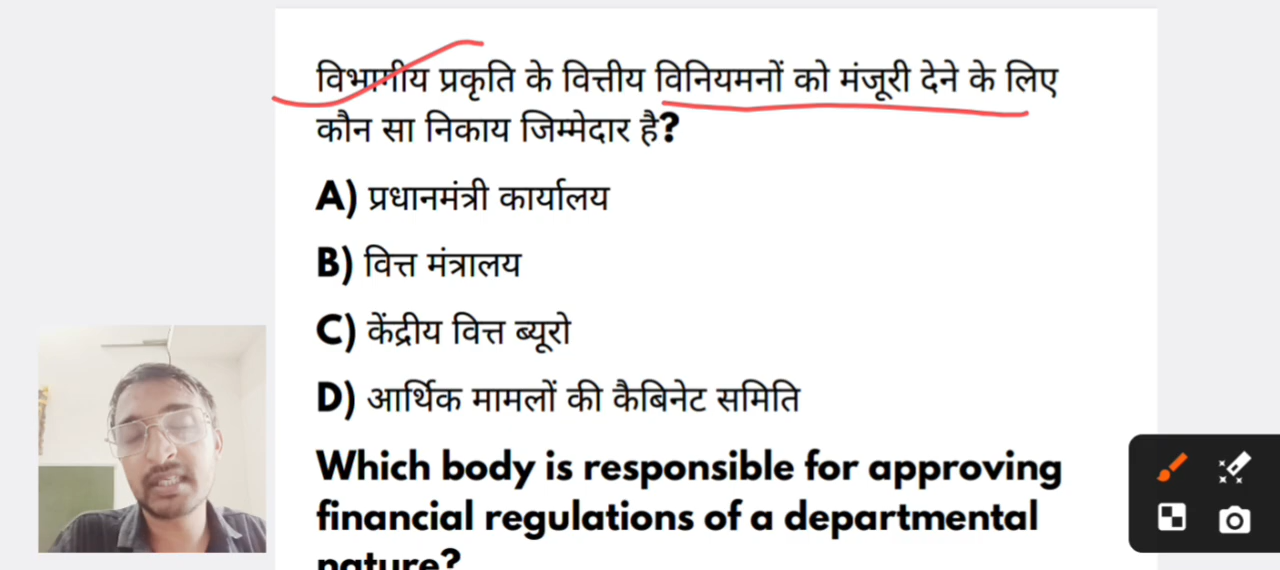 विभागीय प्रकृति के वित्तीय विनियमनों को मंजूरी देने के लिए
कौन सा निकाय जिम्मेदार है?
A) प्रधानमंत्री कार्यालय
B) वित्त मंत्रालय
C) केंद्रीय वित्त ब्यूरो
D) आर्थिक मामलों की कैबिनेट समिति
Which body is responsible for approving
financial regulations of a departmental
nature?